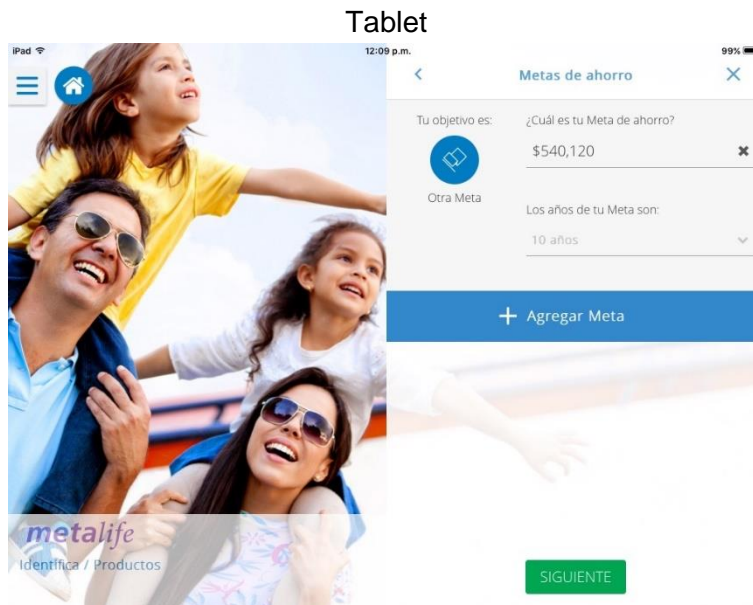 Tablet
iPad 12:09 p.m. 99%
Metas de ahorro
Tu objetivo es:
Otra Meta
¿Cuál es tu Meta de ahorro?
$540,120
Los años de tu Meta son:
10 años
+ Agregar Meta
metalife
Identifica / Productos
SIGUIENTE